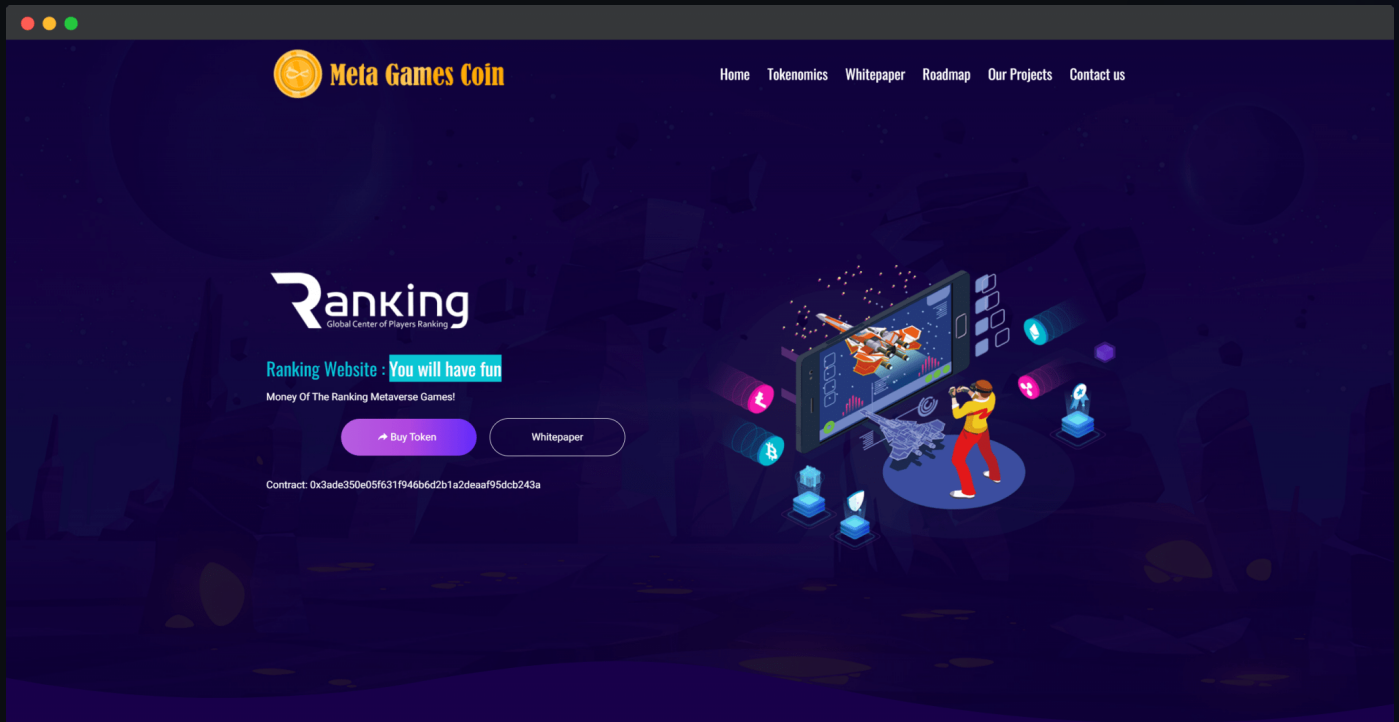 Meta Games Coin
Home Tokenomics Whitepaper Roadmap Our Projects Contact us
Ranking
Global Center of Players Ranking
Ranking Website : You will have fun
Money Of The Ranking Metaverse Games!
Buy Token Whitepaper
Contract: 0x3ade350e05f631f946b6d2b1a2deaaf95dcb243a